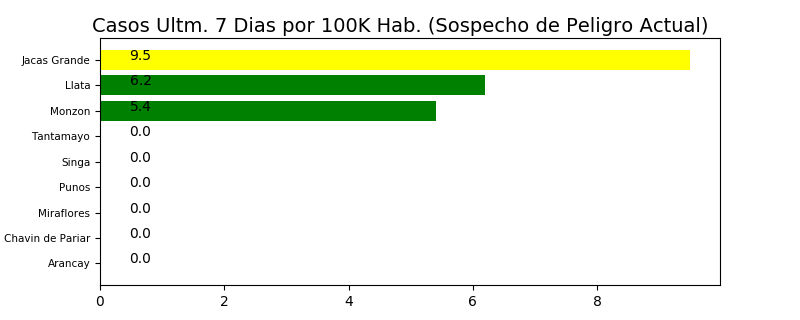 Casos Ultm. 7 Dias por 100K Hab. (Sospecho de Peligro Actual)
Jacas Grande 9.5
Llata 6.2
Monzon 5.4
Tantamayo 0.0
Singa 0.0
Punos 0.0
Miraflores 0.0
Chavin de Pariar 0.0
Arancay 0.0
0 2 4 6 8